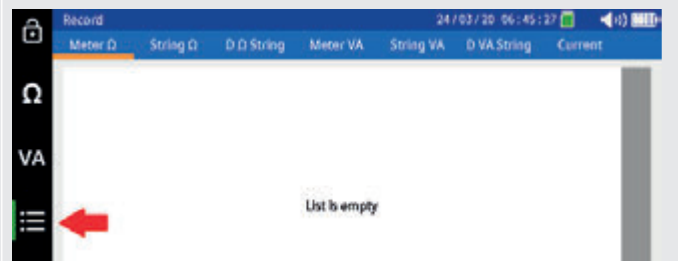 Record 24/03/20 06:45:27
Meter Ω String Ω D Ω String Meter VA String VA D VA String Current
Ω
VA
List is empty